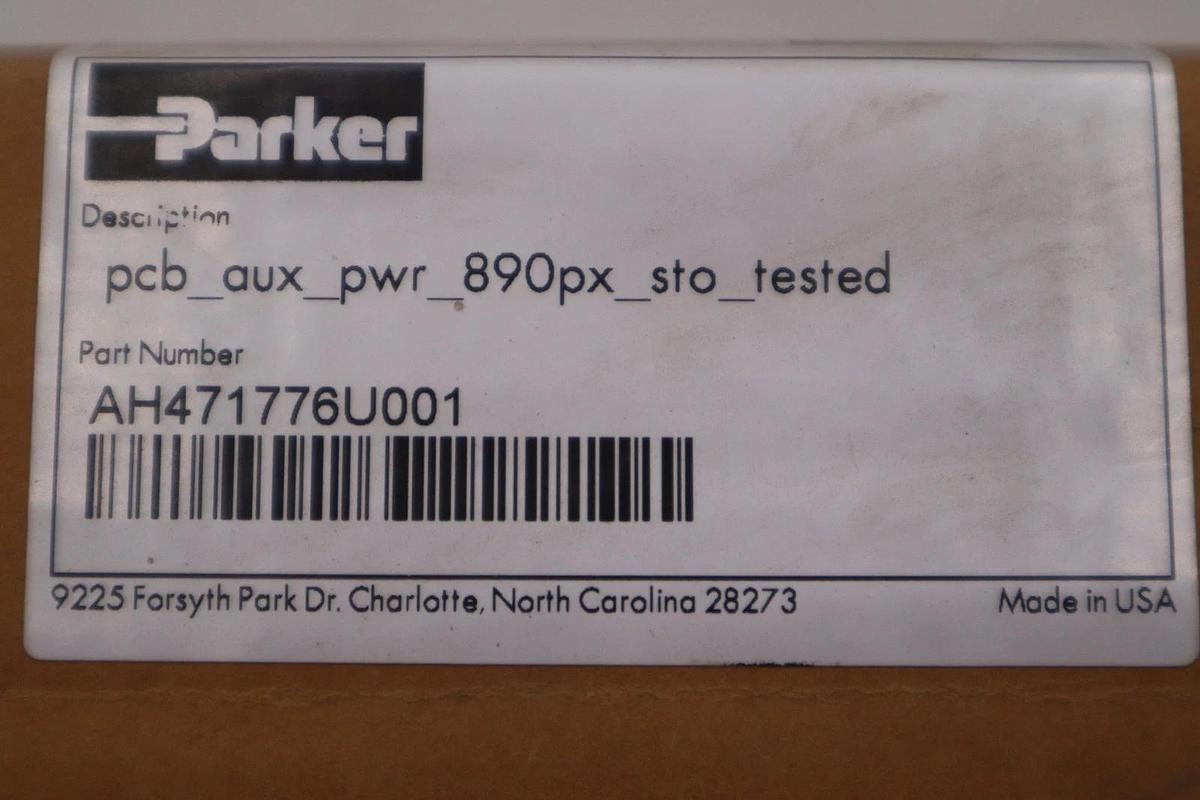 Parker
Description
pcb_aux_pwr_890px_sto_tested
Part Number
AH471776U001
9225 Forsyth Park Dr. Charlotte, North Carolina 28273
Made in USA